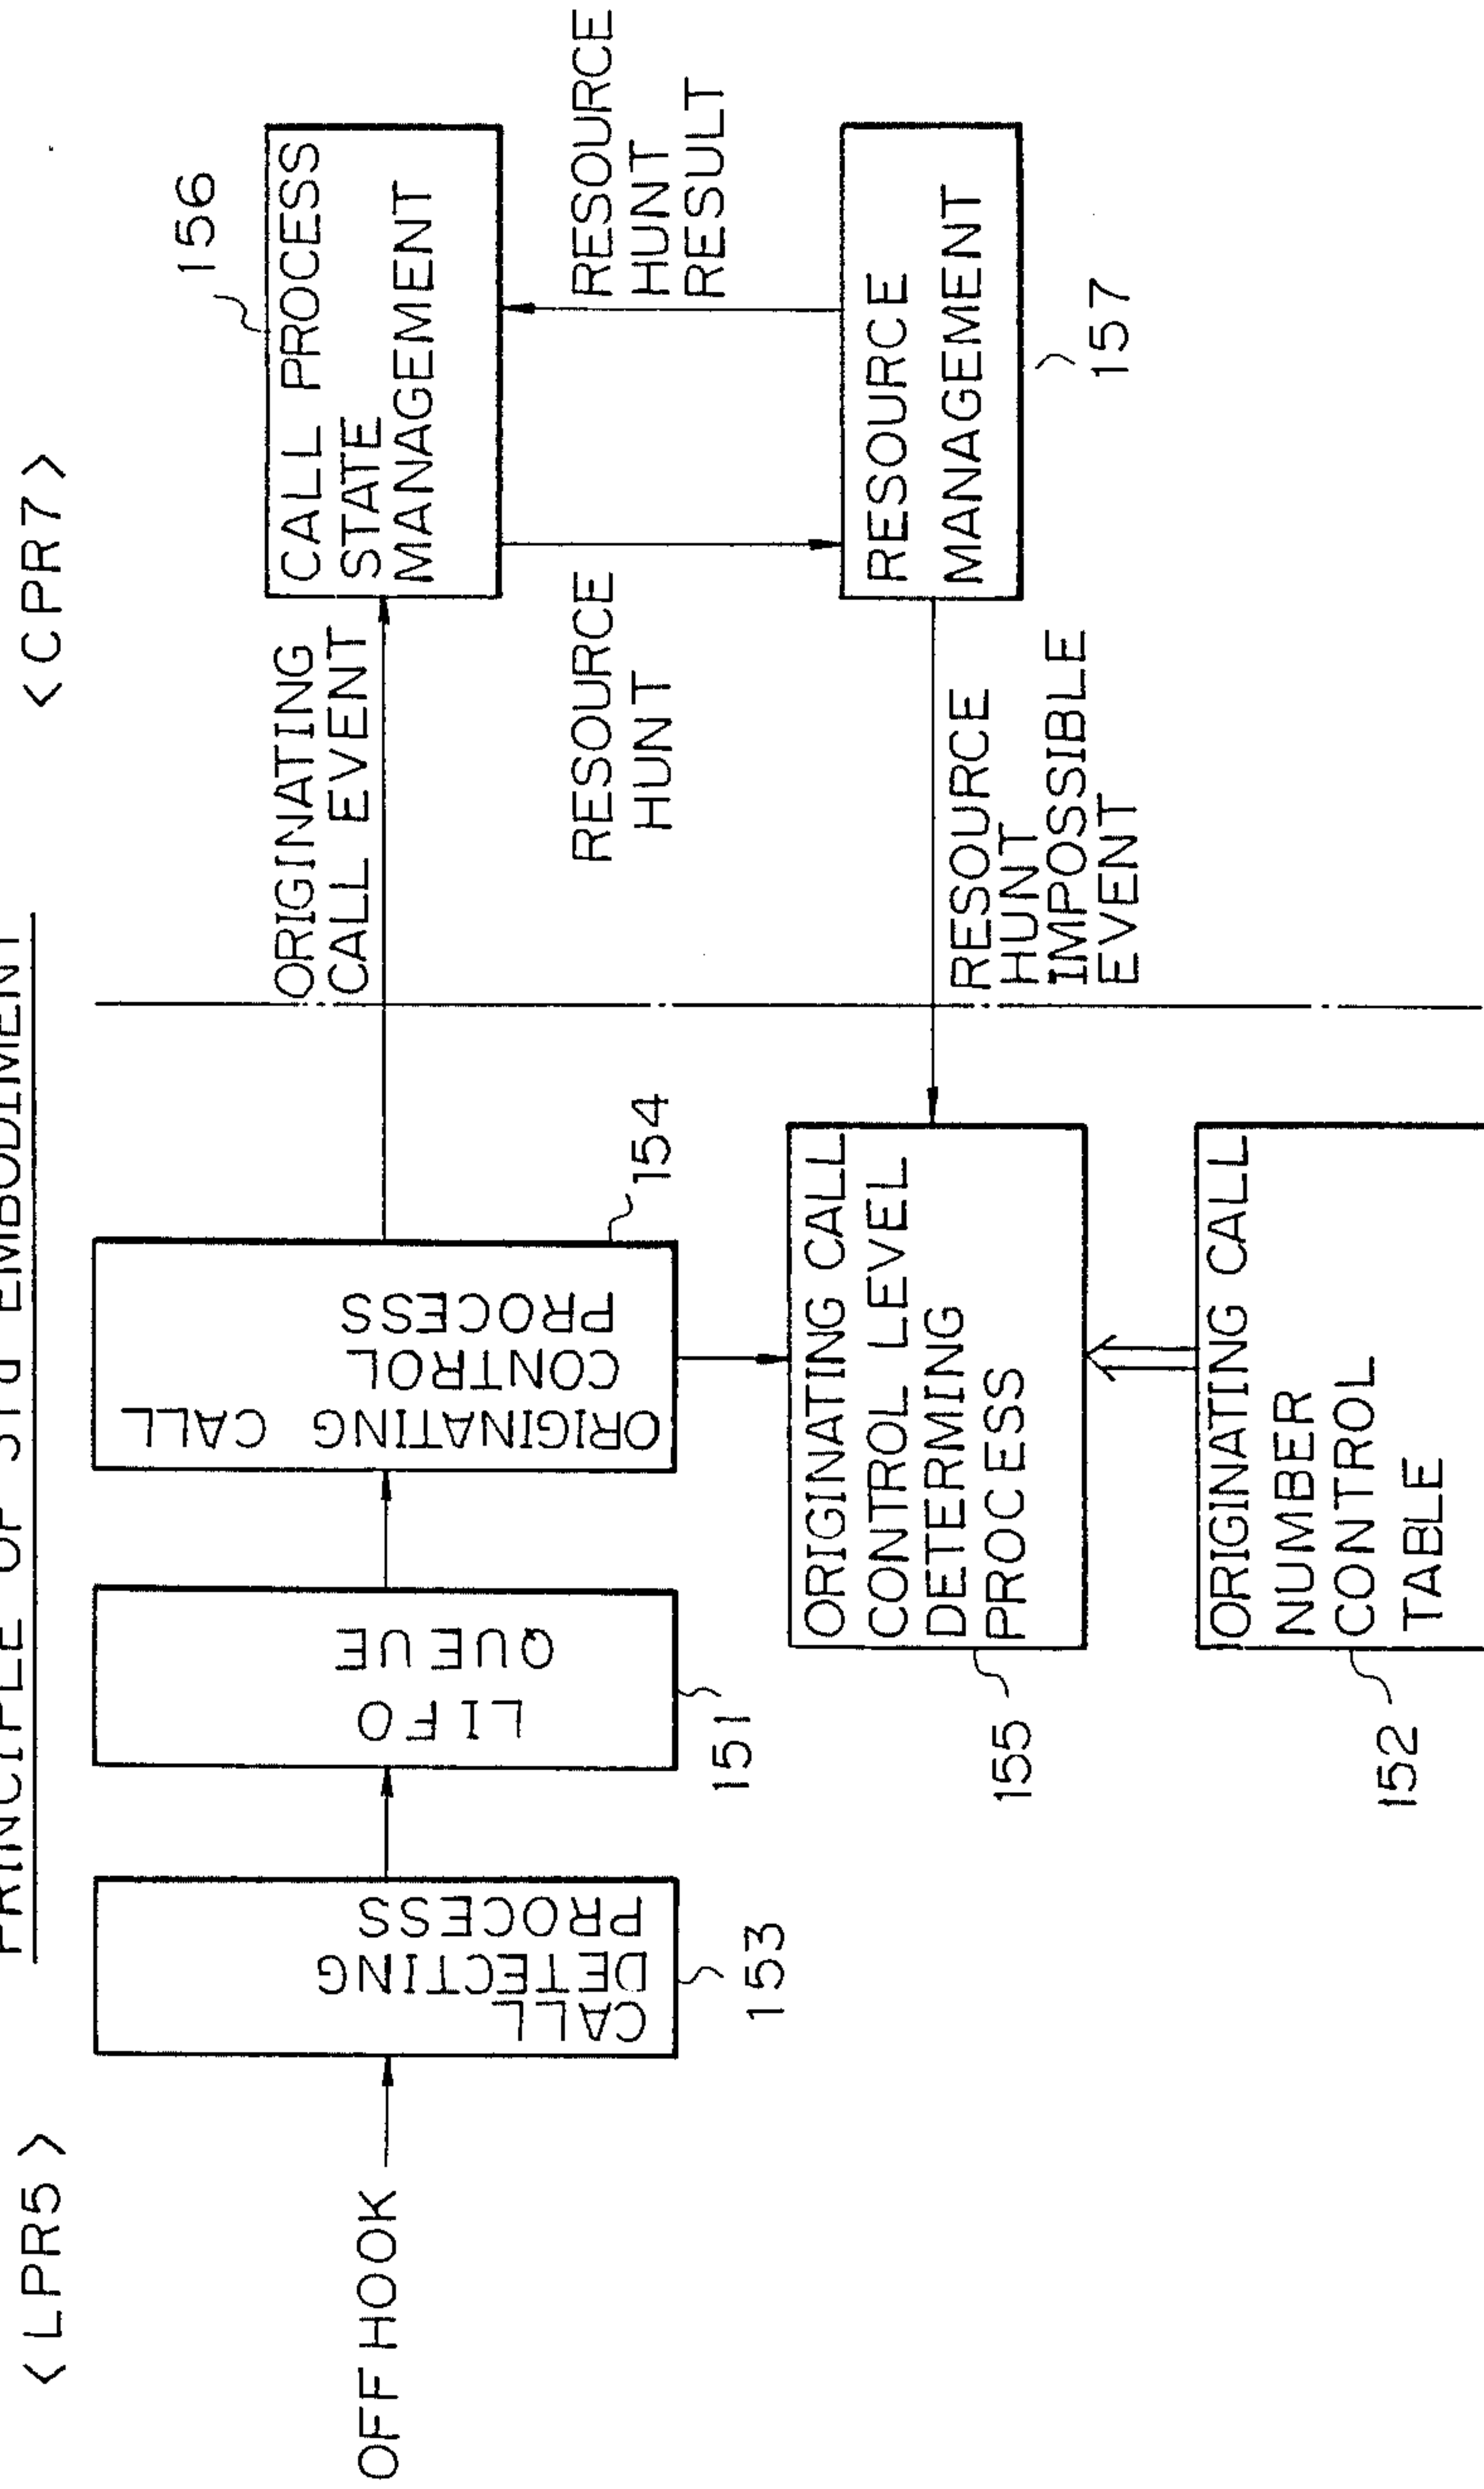 PRINCIPLE OF 3rd EMBODIMENT
<LPR5>
<CPR7>
OFF HOOK
CALL
DETECTING
PROCESS
153
LIFO
QUEUE
151
ORIGINATING CALL
CONTROL
PROCESS
154
ORIGINATING
CALL EVENT
156
CALL PROCESS
STATE
MANAGEMENT
RESOURCE
HUNT
RESOURCE
HUNT
RESULT
ORIGINATING CALL
CONTROL LEVEL
DETERMING
PROCESS
155
RESOURCE
HUNT
IMPOSSIBLE
EVENT
RESOURCE
MANAGEMENT
157
ORIGINATING CALL
NUMBER
CONTROL
TABLE
152